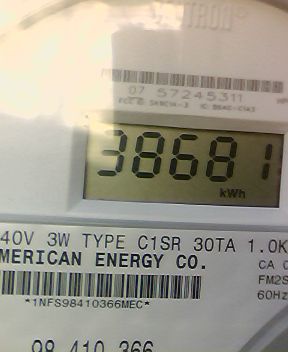 07 57245311
38681
kWh
40V 3W TYPE C1SR 30TA 1.0K
MERICAN ENERGY CO.
CA 0
FM2S
60Hz
*1NFS98410366MEC*
98 410 366